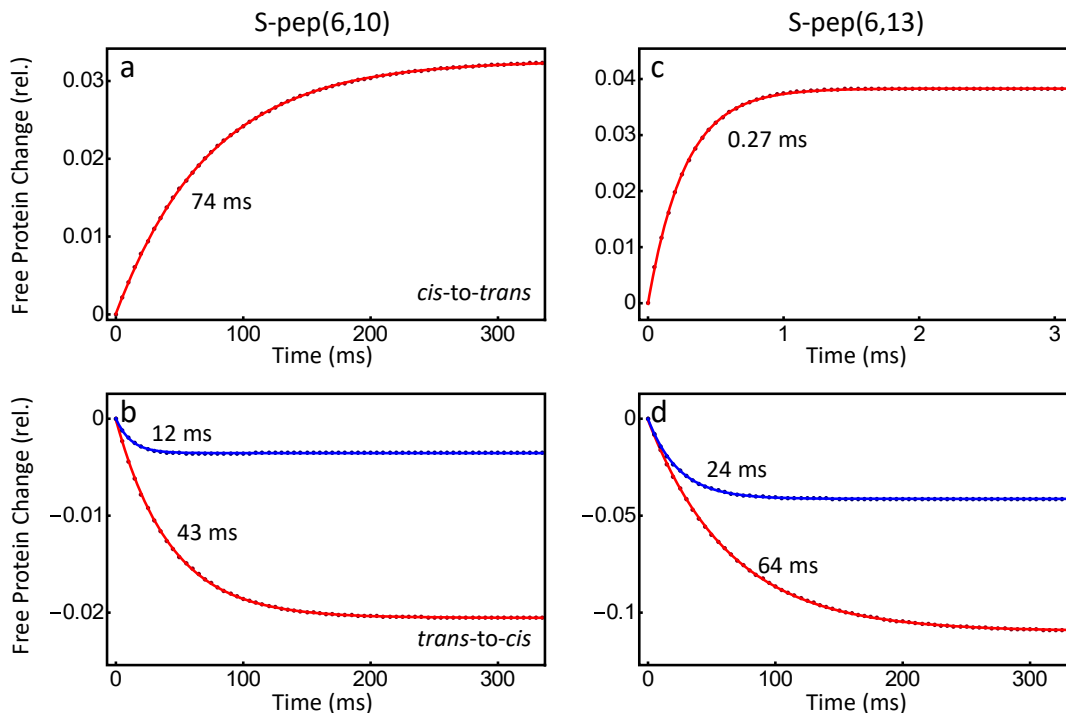 S-pep(6,10)
S-pep(6,13)
a
Free Protein Change (rel.)
0.03
0.02
0.01
0
74 ms
cis-to-trans
0 100 200 300
Time (ms)
c
0.04
0.03
0.02
0.01
0
0.27 ms
0 1 2 3
Time (ms)
b
Free Protein Change (rel.)
0
−0.01
−0.02
12 ms
43 ms
trans-to-cis
0 100 200 300
Time (ms)
d
0
−0.05
−0.1
24 ms
64 ms
0 100 200 300
Time (ms)